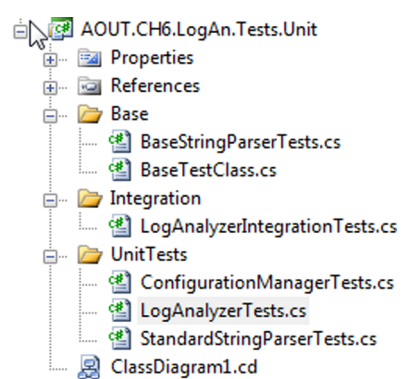 AOUT.CH6.LogAn.Tests.Unit
Properties
References
Base
BaseStringParserTests.cs
BaseTestClass.cs
Integration
LogAnalyzerIntegrationTests.cs
UnitTests
ConfigurationManagerTests.cs
LogAnalyzerTests.cs
StandardStringParserTests.cs
ClassDiagram1.cd